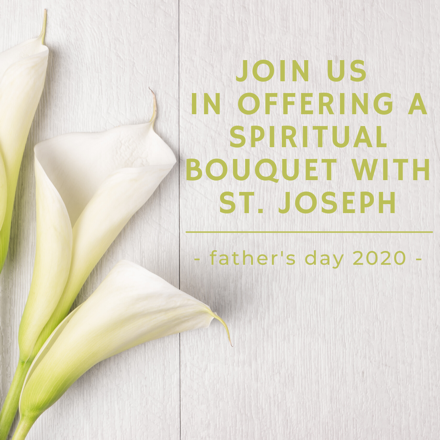 JOIN US
IN OFFERING A
SPIRITUAL
BOUQUET WITH
ST. JOSEPH
- father's day 2020 -